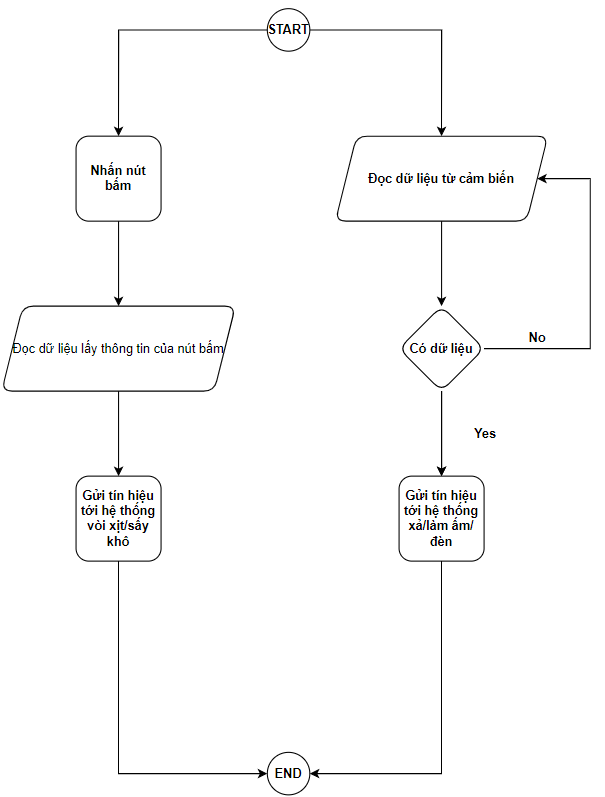 START
Nhấn nút
bấm
Đọc dữ liệu từ cảm biến
Đọc dữ liệu lấy thông tin của nút bấm
Có dữ liệu
No
Yes
Gửi tín hiệu
tới hệ thống
vòi xịt/sấy
khô
Gửi tín hiệu
tới hệ thống
xả/làm ấm/
đèn
END